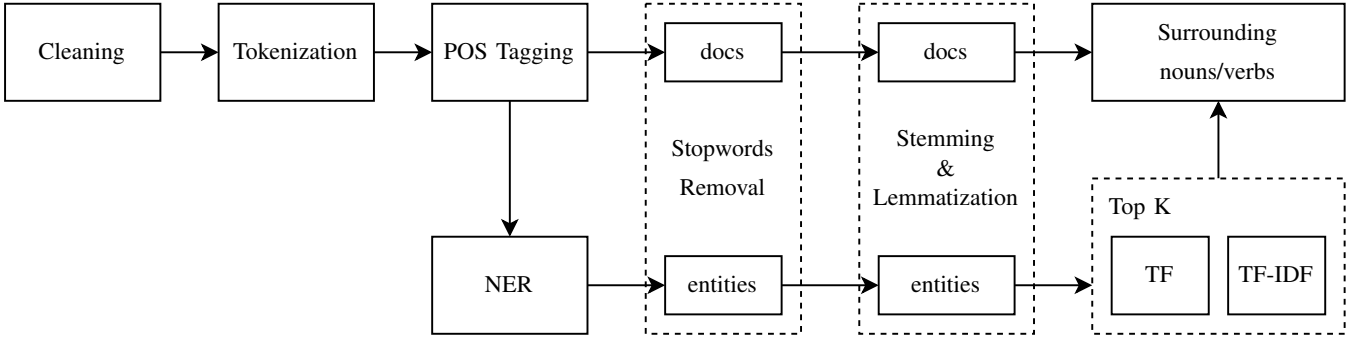 Cleaning
Tokenization
POS Tagging
docs
docs
Surrounding
nouns/verbs
Stopwords
Removal
Stemming
&
Lemmatization
Top K
NER
entities
entities
TF
TF-IDF